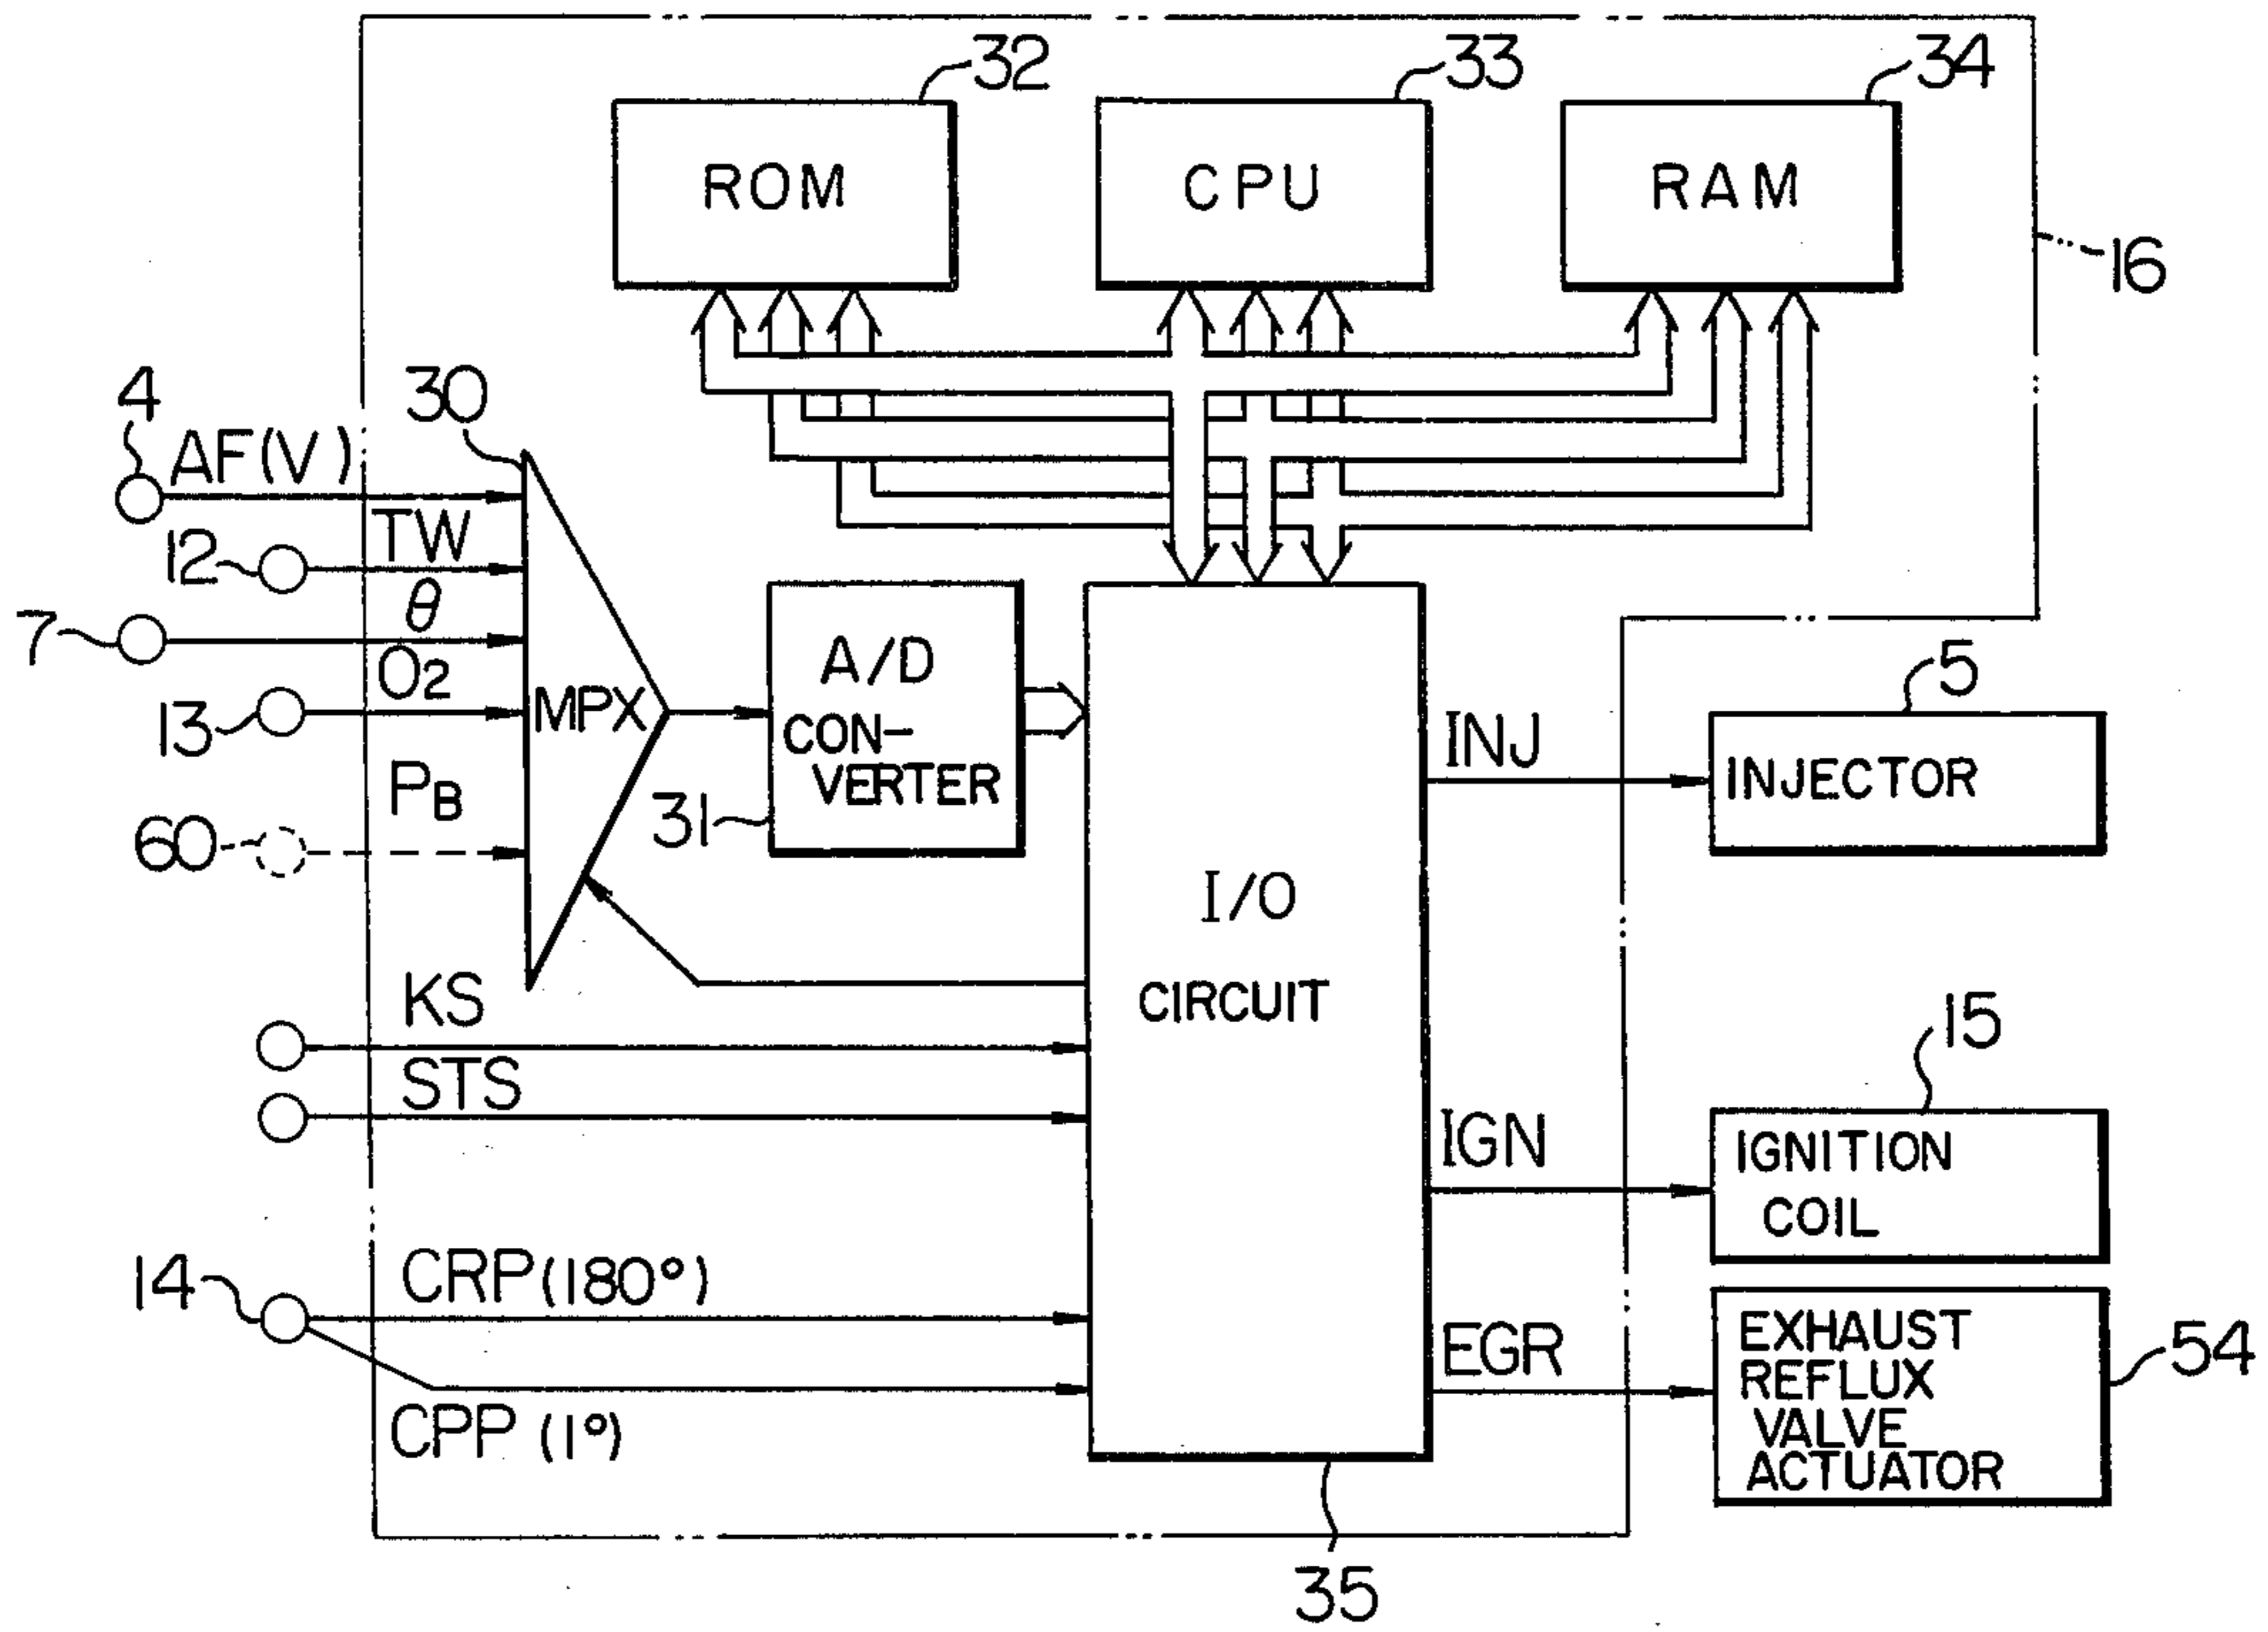 32
33
34
ROM
CPU
RAM
16
4
30
AF(V)
12
TW
7
θ
O2
13
MPX
A/D
CON-
VERTER
31
PB
60
INJ
5
INJECTOR
I/O
CIRCUIT
KS
STS
15
IGN
IGNITION
COIL
14
CRP(180°)
CPP (1°)
EGR
EXHAUST
REFLUX
VALVE
ACTUATOR
54
35